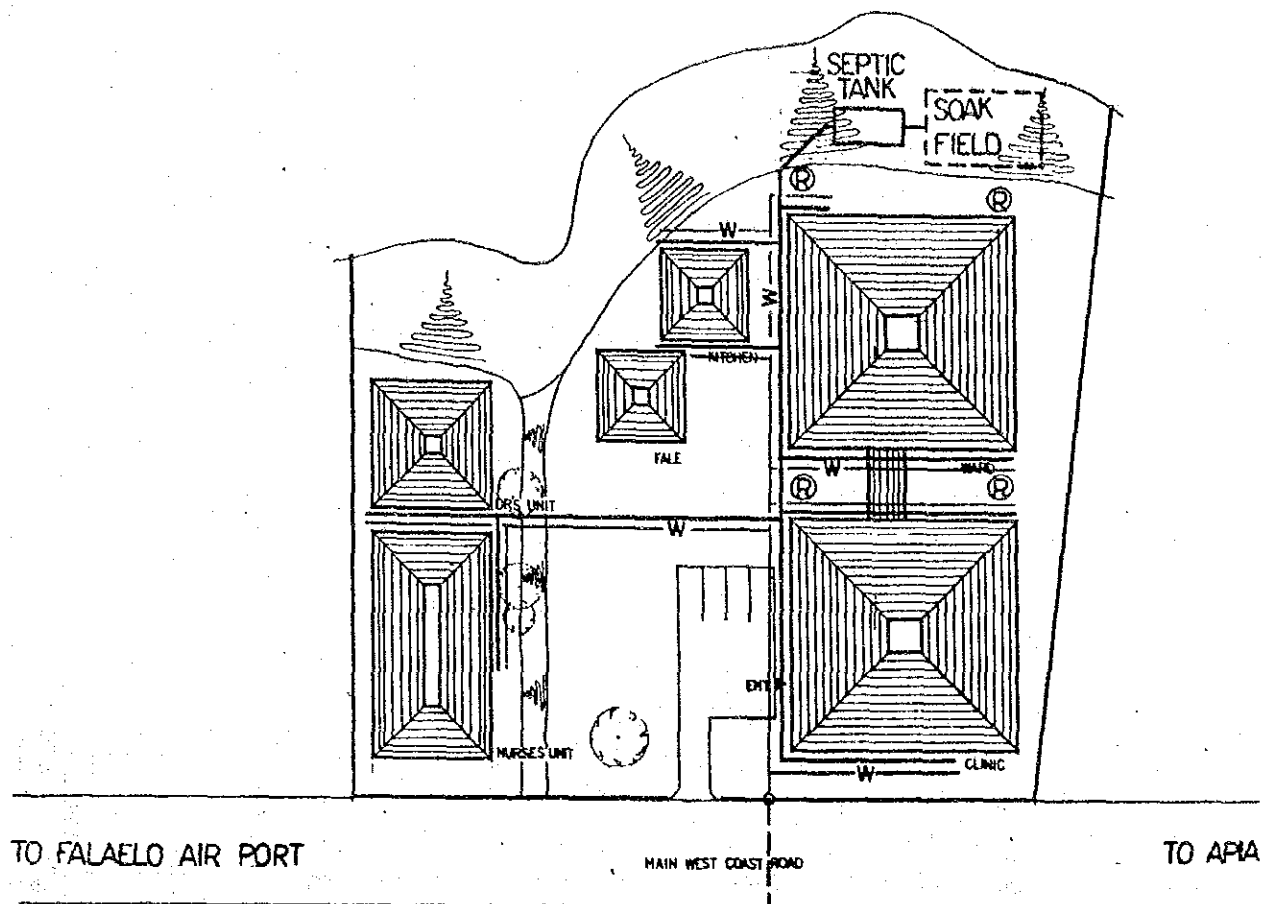 SEPTIC
TANK
SOAK
FIELD
R
R
W
W
KITCHEN
FALE
W
WARD
R
R
DR'S UNIT
W
NURSES UNIT
CLINIC
W
TO FALAELO AIR PORT
MAIN WEST COAST ROAD
TO APIA